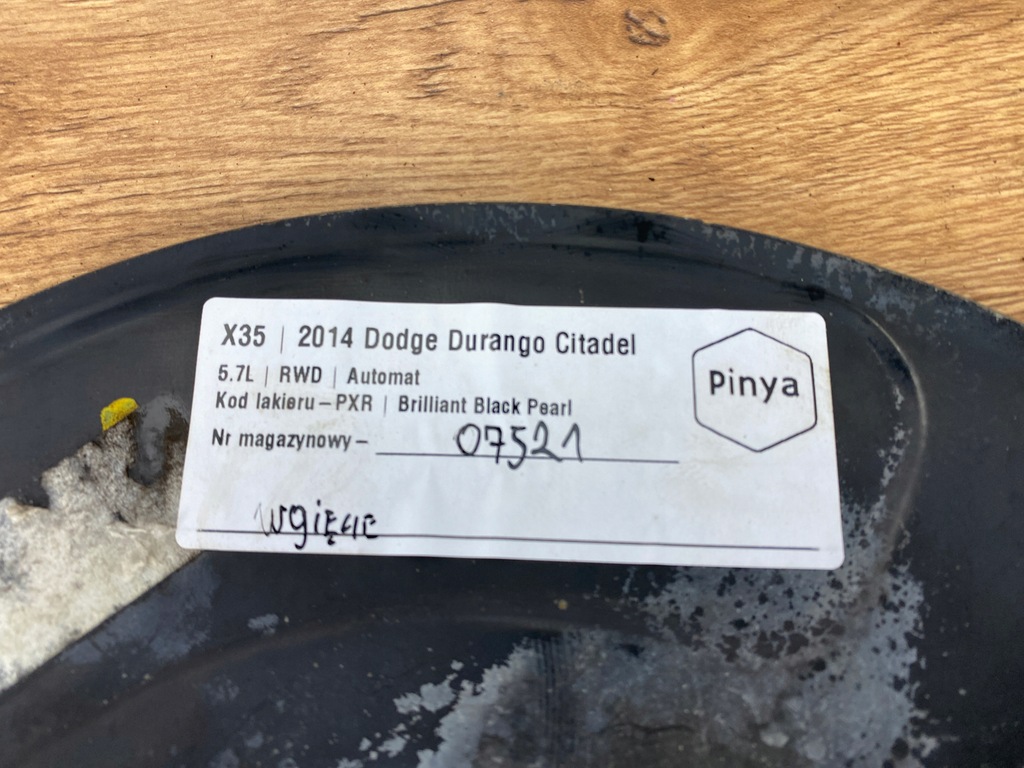 X35 | 2014 Dodge Durango Citadel
5.7L | RWD | Automat
Kod lakieru – PXR | Brilliant Black Pearl
Nr magazynowy – 07521
wgięcie
Pinya